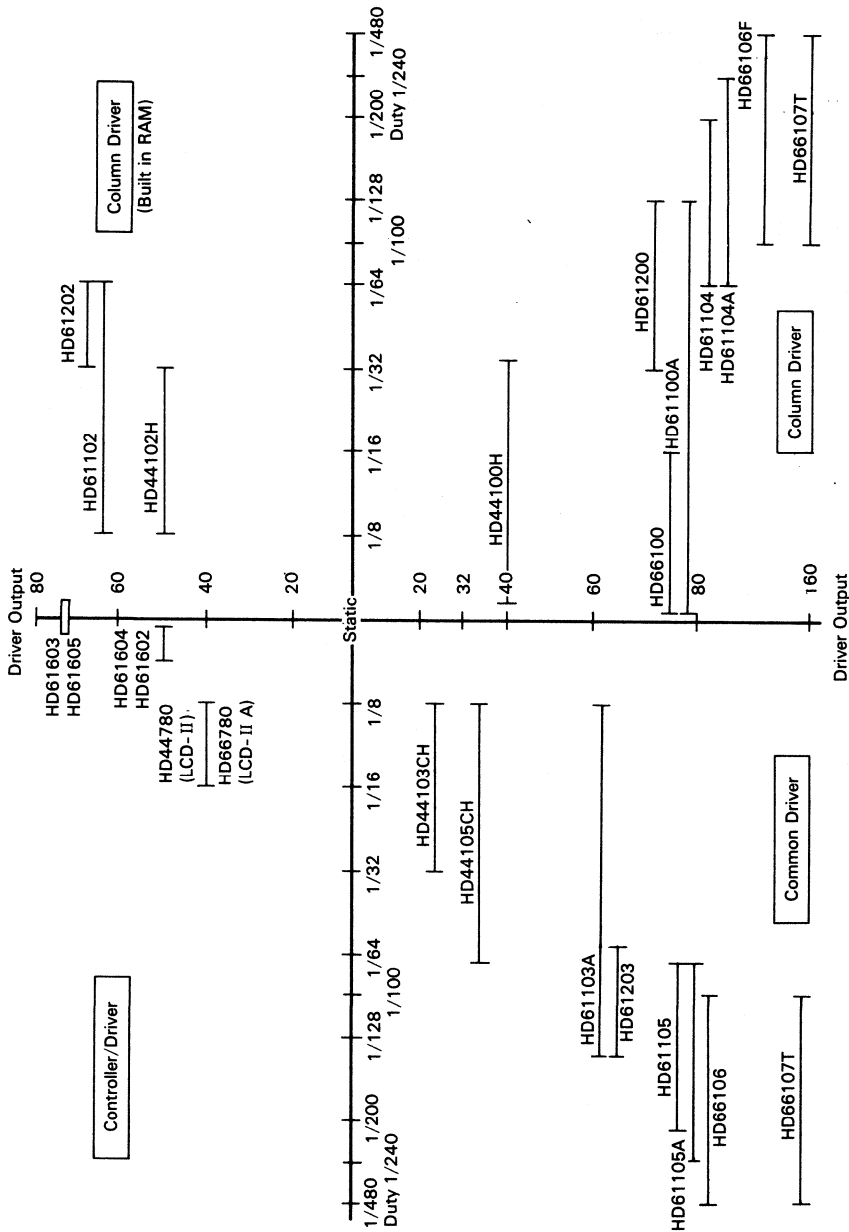 Driver Output
80
60
40
20
HD61603
HD61605
HD61604
HD61602
HD44780
(LCD-II)
HD66780
(LCD-II A)
Controller/Driver
HD61202
HD61102
HD44102H
Column Driver
(Built in RAM)
1/480
Duty 1/240
1/200
1/128
1/100
1/64
1/32
1/16
1/8
Static
1/8
1/16
1/32
1/64
1/100
1/128
1/200
Duty 1/240
1/480
20
32
40
60
80
160
Driver Output
HD44103CH
HD44105CH
HD61103A
HD61203
HD61105
HD61105A
HD66106
HD66107T
Common Driver
HD44100H
HD66100
HD61100A
HD61200
HD61104
HD61104A
HD66106F
HD66107T
Column Driver